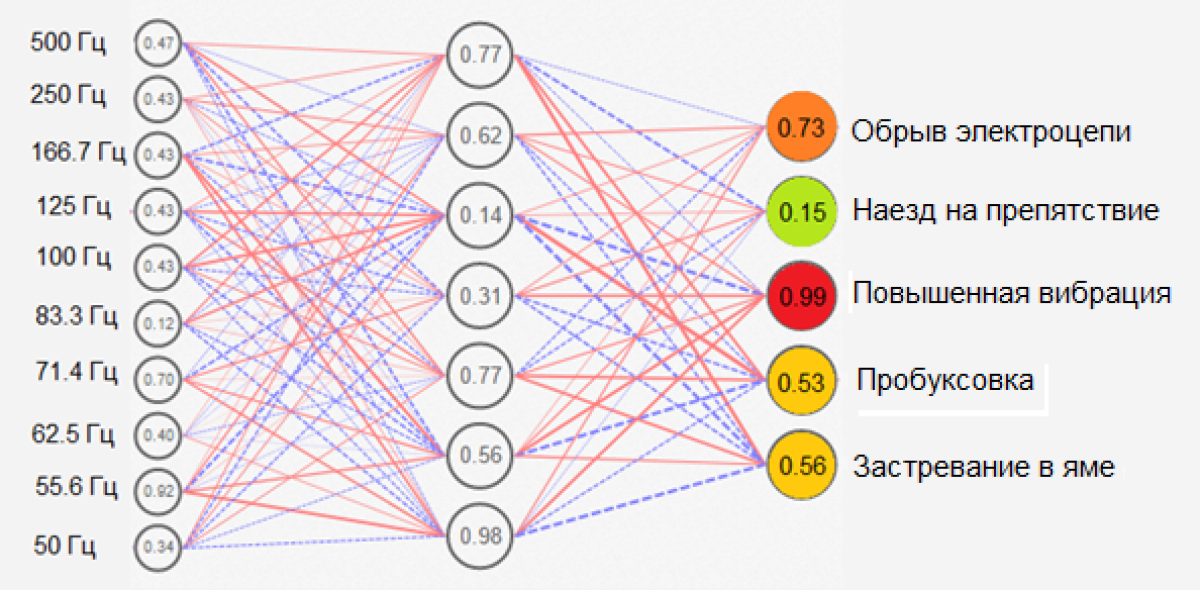 500 Гц
0.47
250 Гц
0.43
166.7 Гц
0.43
125 Гц
0.43
100 Гц
0.43
83.3 Гц
0.12
71.4 Гц
0.70
62.5 Гц
0.40
55.6 Гц
0.92
50 Гц
0.34
0.77
0.62
0.14
0.31
0.77
0.56
0.98
0.73 Обрыв электроцепи
0.15 Наезд на препятствие
0.99 Повышенная вибрация
0.53 Пробуксовка
0.56 Застревание в яме